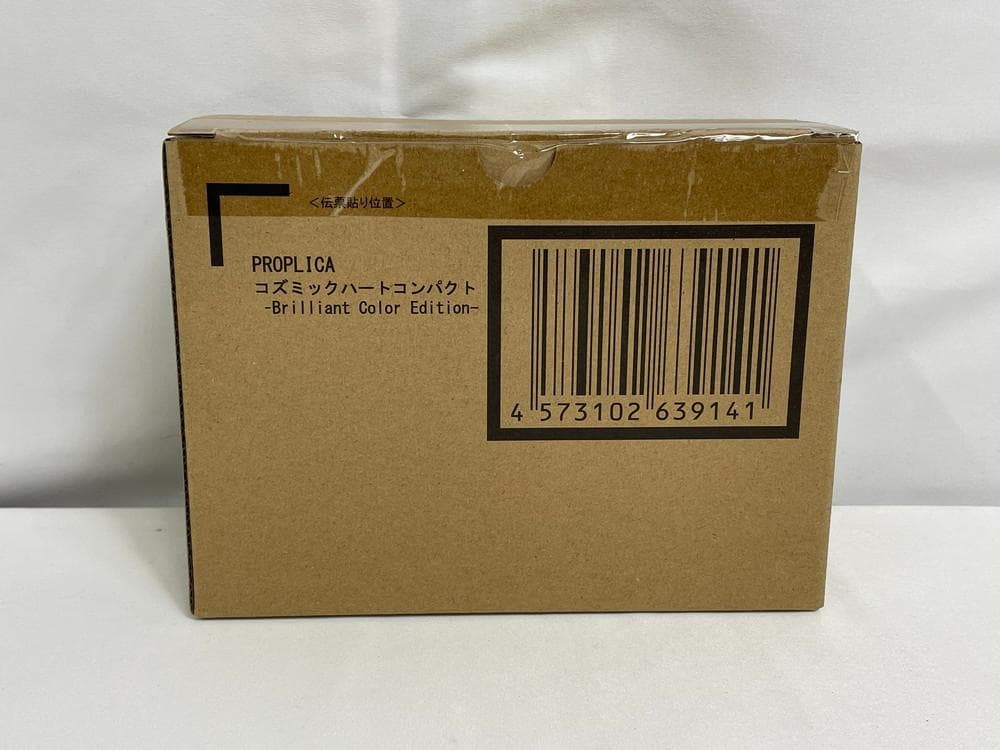 ＜伝票貼り位置＞
PROPLICA
コズミックハートコンパクト
-Brilliant Color Edition-
4 573102 639141